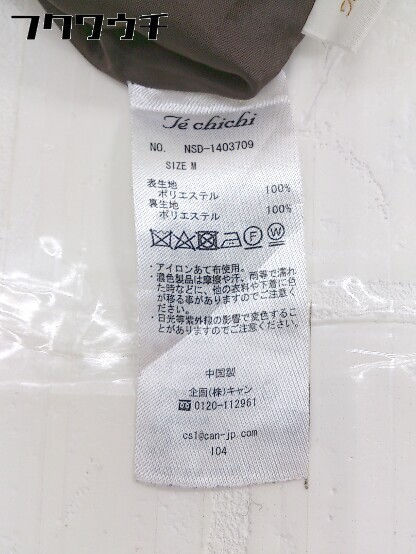 フクワウチ
Té chichi
NO. NSD-1403709
SIZE M
表生地
ポリエステル 100%
裏生地
ポリエステル 100%
F W
・アイロンあて布使用。
・濃色製品は摩擦や汗、雨等で濡れ
た時などに、他の衣料や下着に色
が移る事がありますのでご注意く
ださい。
・日光等紫外線の影響で変色するこ
とがありますのでご注意ください。
中国製
企画(株)キャン
0120-112961
cs1@can-jp.com
104